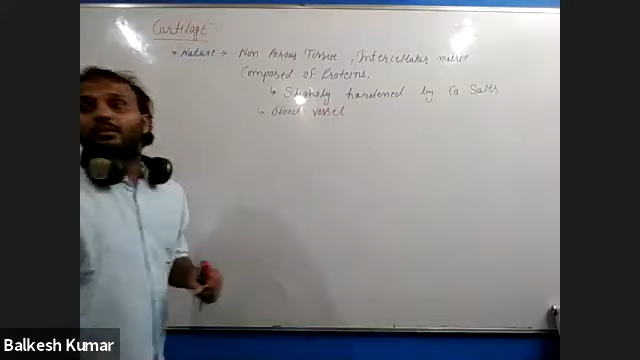 Cartilage
Nature → Non Porous Tissue, Intercellular matrix
Composed of Proteins.
Slightly hardened by Ca Salts
Blood vessel
Balkesh Kumar